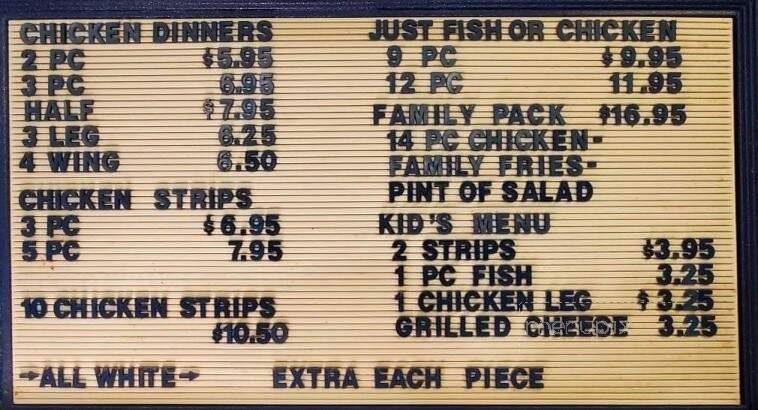 CHICKEN DINNERS
2 PC $5.95
3 PC 6.95
HALF $7.95
3 LEG 6.25
4 WING 6.50
CHICKEN STRIPS
3 PC $6.95
5 PC 7.95
10 CHICKEN STRIPS
$10.50
JUST FISH OR CHICKEN
9 PC $9.95
12 PC 11.95
FAMILY PACK $16.95
14 PC CHICKEN-
FAMILY FRIES-
PINT OF SALAD
KID'S MENU
2 STRIPS $3.95
1 PC FISH 3.25
1 CHICKEN LEG $3.25
GRILLED CHEESE 3.25
→ALL WHITE→ EXTRA EACH PIECE